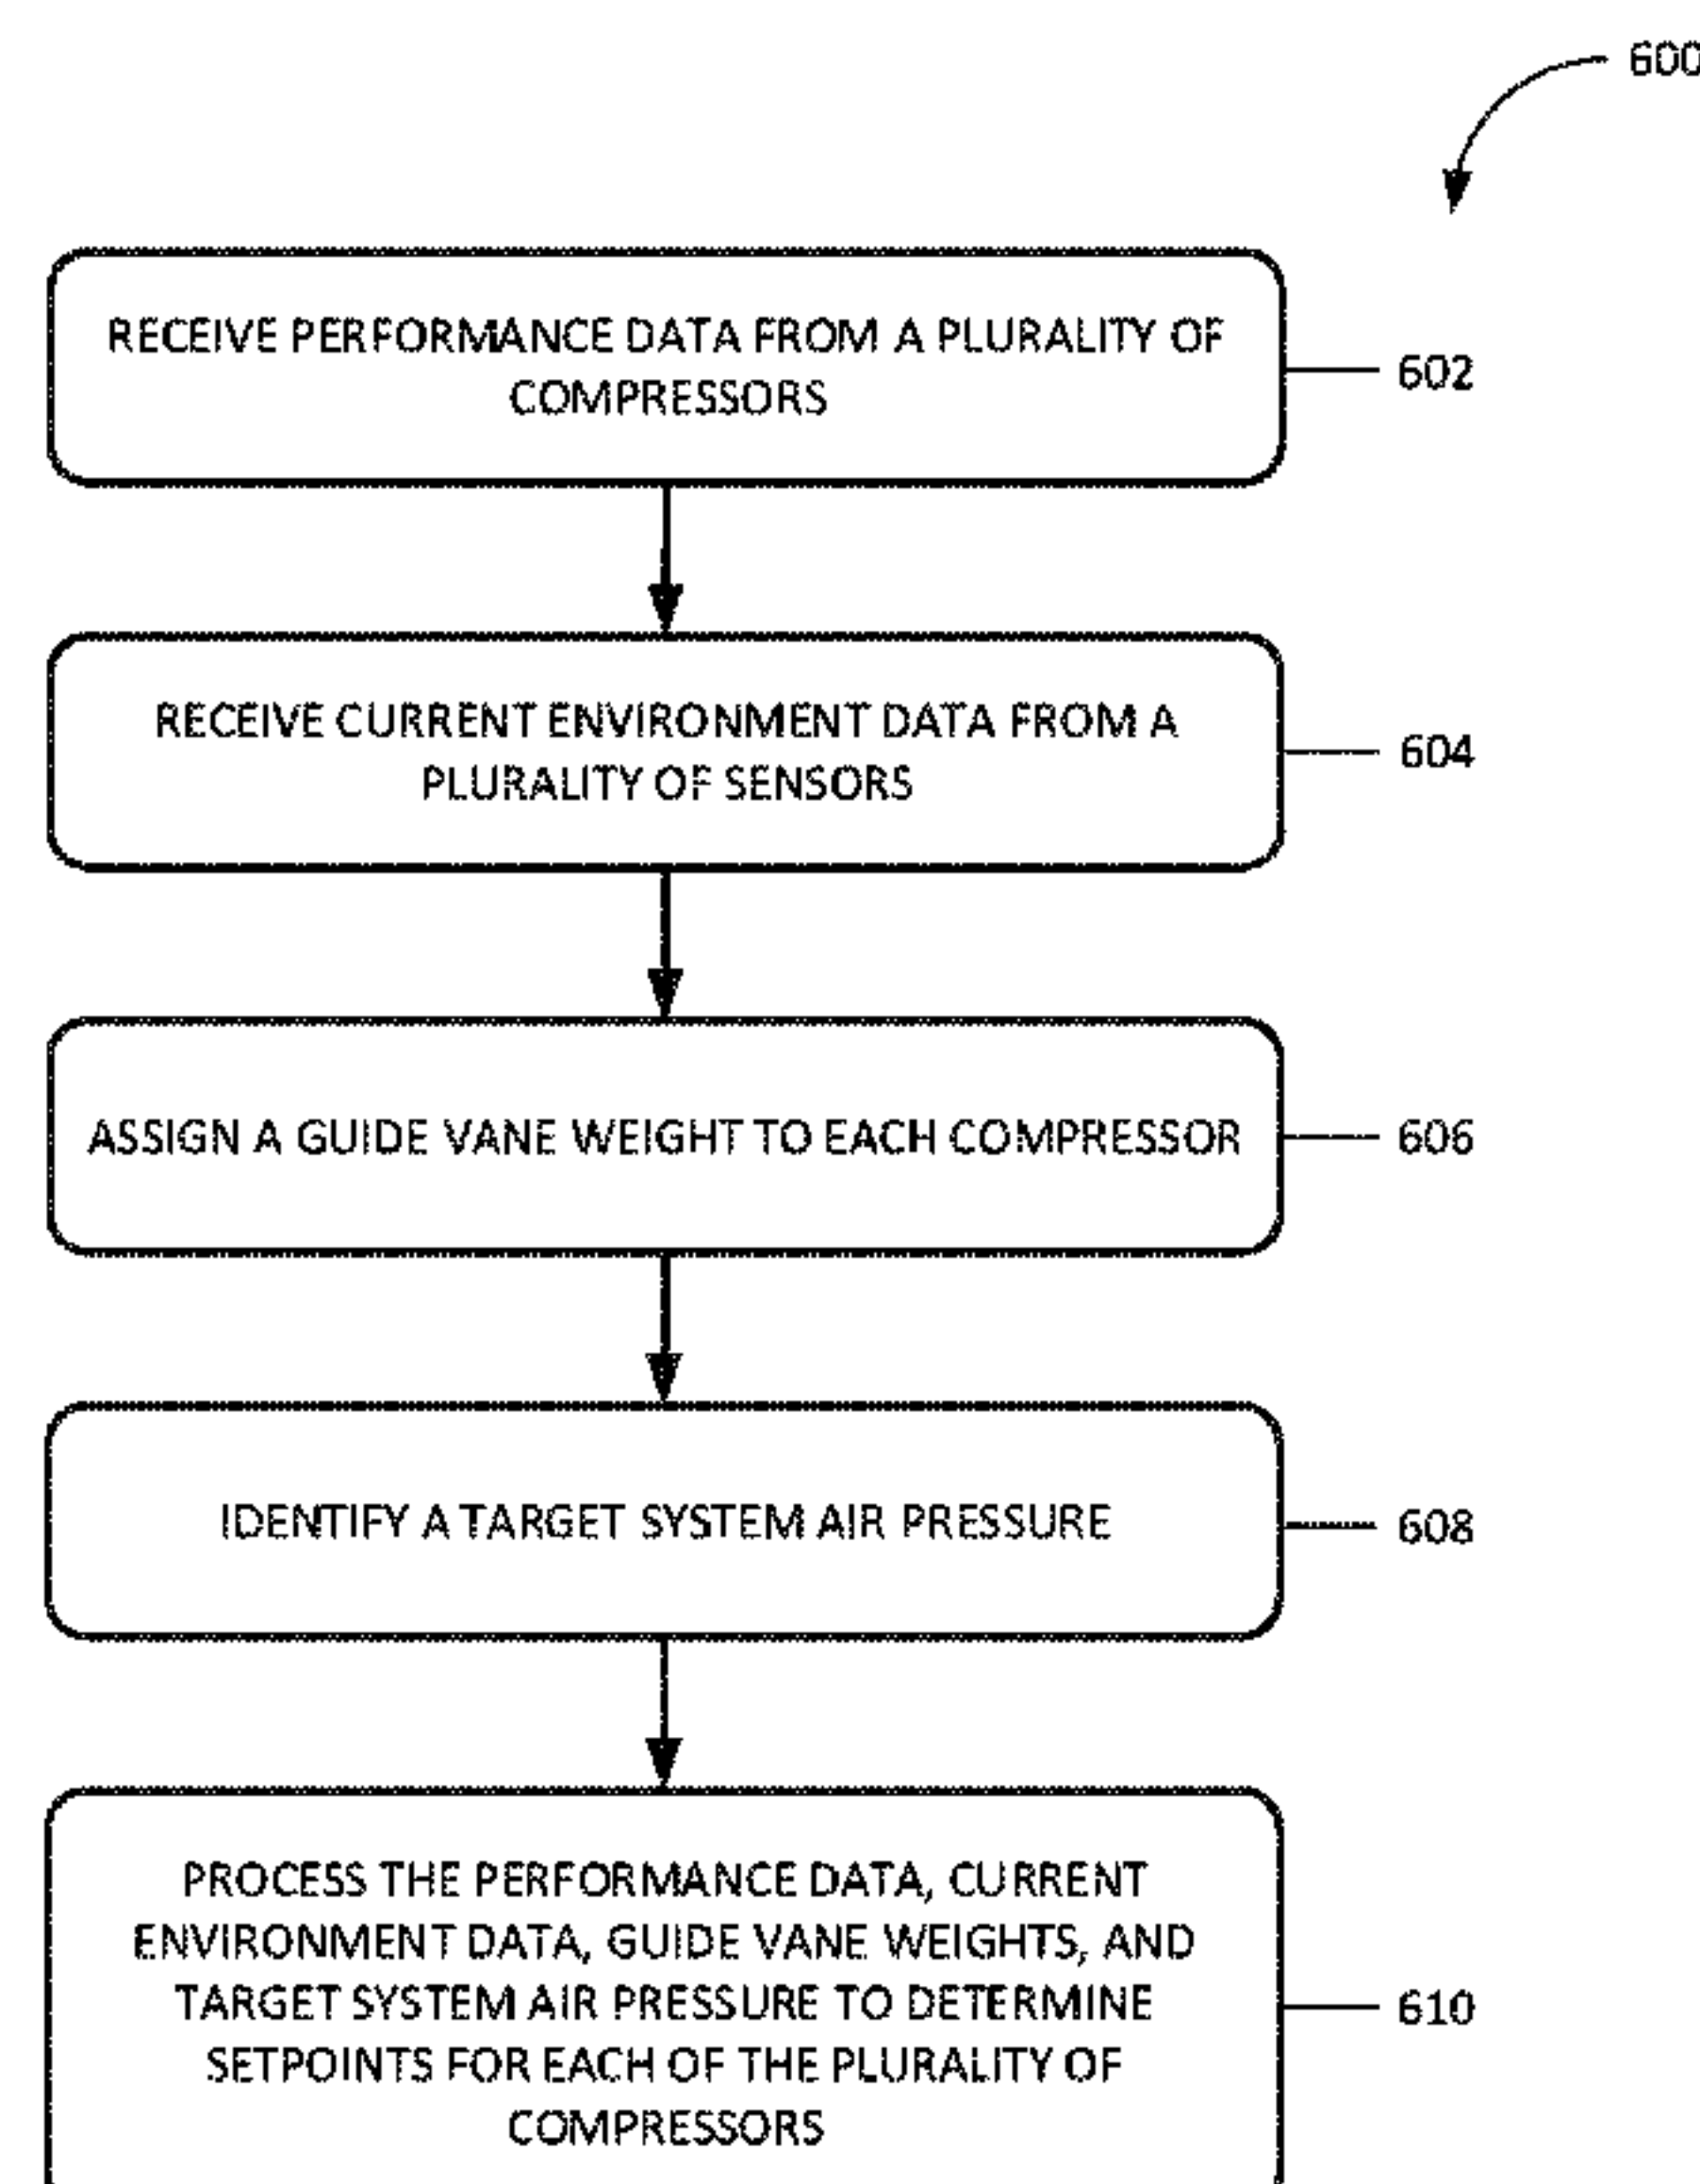 600
RECEIVE PERFORMANCE DATA FROM A PLURALITY OF
COMPRESSORS
602
RECEIVE CURRENT ENVIRONMENT DATA FROM A
PLURALITY OF SENSORS
604
ASSIGN A GUIDE VANE WEIGHT TO EACH COMPRESSOR
606
IDENTIFY A TARGET SYSTEM AIR PRESSURE
608
PROCESS THE PERFORMANCE DATA, CURRENT
ENVIRONMENT DATA, GUIDE VANE WEIGHTS, AND
TARGET SYSTEM AIR PRESSURE TO DETERMINE
SETPOINTS FOR EACH OF THE PLURALITY OF
COMPRESSORS
610